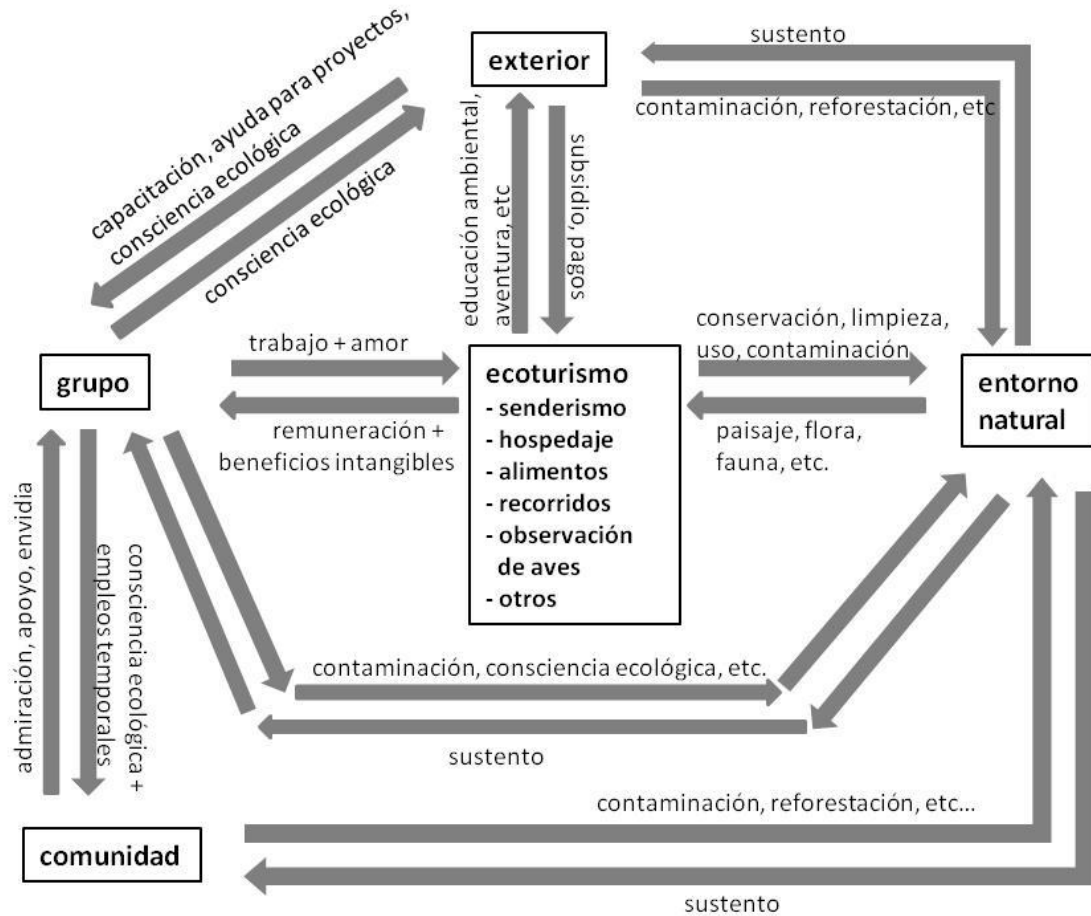 exterior
sustento
contaminación, reforestación, etc
capacitación, ayuda para proyectos,
consciencia ecológica
consciencia ecológica
educación ambiental,
aventura, etc
subsidio, pagos
grupo
trabajo + amor
remuneración +
beneficios intangibles
ecoturismo
- senderismo
- hospedaje
- alimentos
- recorridos
- observación
de aves
- otros
conservación, limpieza,
uso, contaminación
paisaje, flora,
fauna, etc.
entorno
natural
admiración, apoyo, envidia
consciencia ecológica +
empleos temporales
contaminación, consciencia ecológica, etc.
sustento
comunidad
contaminación, reforestación, etc...
sustento